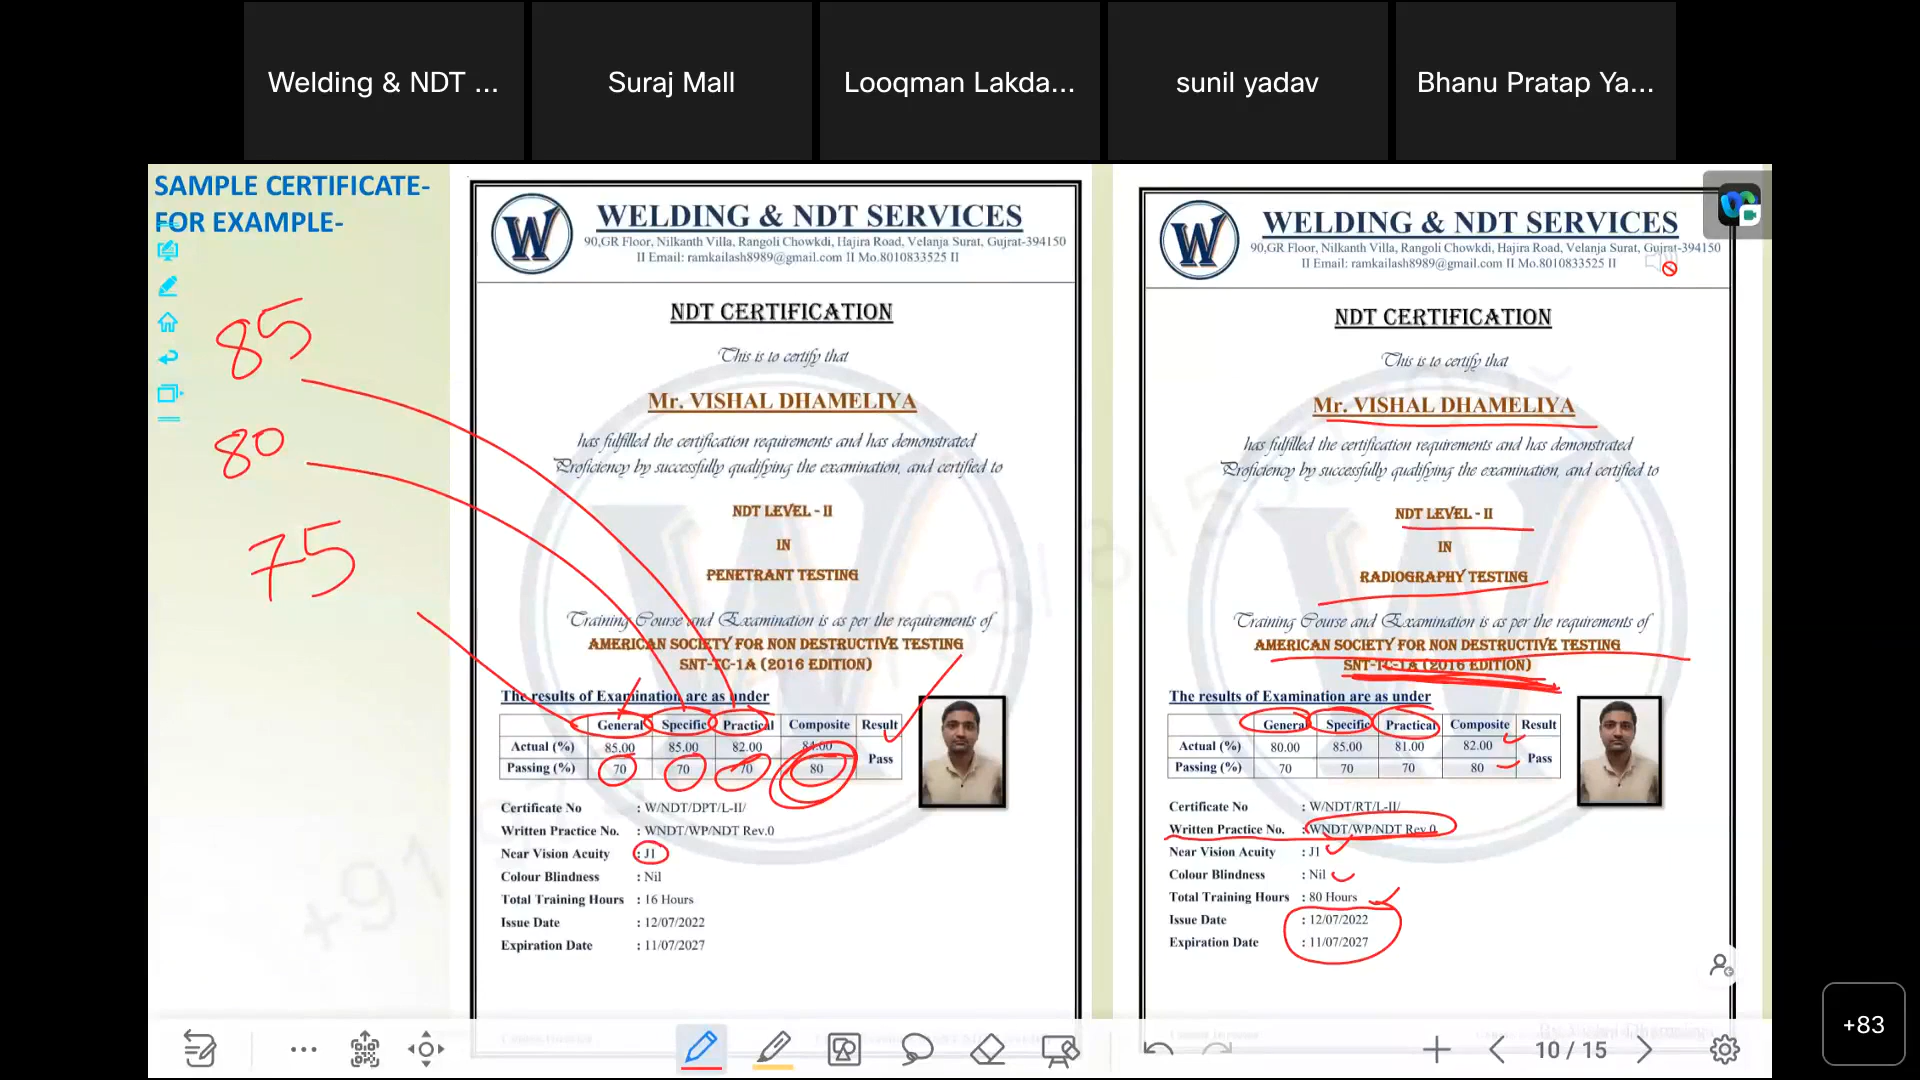 Welding & NDT ...
Suraj Mall
Looqman Lakda...
sunil yadav
Bhanu Pratap Ya...
SAMPLE CERTIFICATE-
FOR EXAMPLE-
85
80
75
W
WELDING & NDT SERVICES
90,GR Floor, Nilkanth Villa, Rangoli Chowkdi, Hajira Road, Velanja Surat, Gujrat-394150
II Email: ramkailash8989@gmail.com II Mo.8010833525 II
NDT CERTIFICATION
This is to certify that
Mr. VISHAL DHAMELIYA
has fulfilled the certification requirements and has demonstrated
Proficiency by successfully qualifying the examination, and certified to
NDT LEVEL - II
IN
PENETRANT TESTING
Training Course and Examination is as per the requirements of
AMERICAN SOCIETY FOR NON DESTRUCTIVE TESTING
SNT-TC-1A (2016 EDITION)
The results of Examination are as under
General Specific Practical Composite Result
Actual (%) 85.00 85.00 82.00 84.00 Pass
Passing (%) 70 70 70 80
Certificate No : W/NDT/DPT/L-II/
Written Practice No. : WNDT/WP/NDT Rev.0
Near Vision Acuity : J1
Colour Blindness : Nil
Total Training Hours : 16 Hours
Issue Date : 12/07/2022
Expiration Date : 11/07/2027
W
WELDING & NDT SERVICES
90,GR Floor, Nilkanth Villa, Rangoli Chowkdi, Hajira Road, Velanja Surat, Gujrat-394150
II Email: ramkailash8989@gmail.com II Mo.8010833525 II
NDT CERTIFICATION
This is to certify that
Mr. VISHAL DHAMELIYA
has fulfilled the certification requirements and has demonstrated
Proficiency by successfully qualifying the examination, and certified to
NDT LEVEL - II
IN
RADIOGRAPHY TESTING
Training Course and Examination is as per the requirements of
AMERICAN SOCIETY FOR NON DESTRUCTIVE TESTING
SNT-TC-1A (2016 EDITION)
The results of Examination are as under
General Specific Practical Composite Result
Actual (%) 80.00 85.00 81.00 82.00 Pass
Passing (%) 70 70 70 80
Certificate No : W/NDT/RT/L-II/
Written Practice No. : WNDT/WP/NDT Rev.0
Near Vision Acuity : J1
Colour Blindness : Nil
Total Training Hours : 80 Hours
Issue Date : 12/07/2022
Expiration Date : 11/07/2027
10 / 15
+83